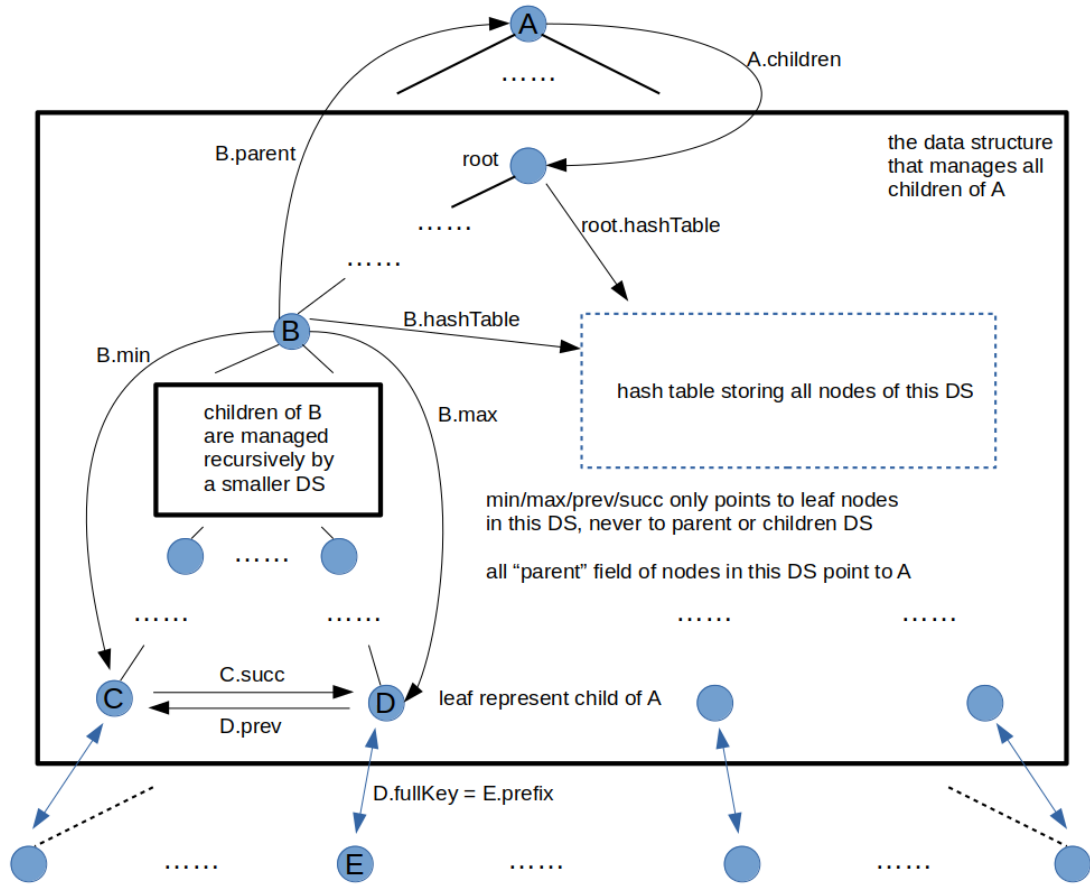 A
……
A.children
B.parent
the data structure
that manages all
children of A
root
root.hashTable
……
……
B
B.hashTable
B.min
B.max
hash table storing all nodes of this DS
children of B
are managed
recursively by
a smaller DS
min/max/prev/succ only points to leaf nodes
in this DS, never to parent or children DS
……
all “parent” field of nodes in this DS point to A
……
……
……
……
C.succ
C
D
leaf represent child of A
D.prev
D.fullKey = E.prefix
……
E
……
……